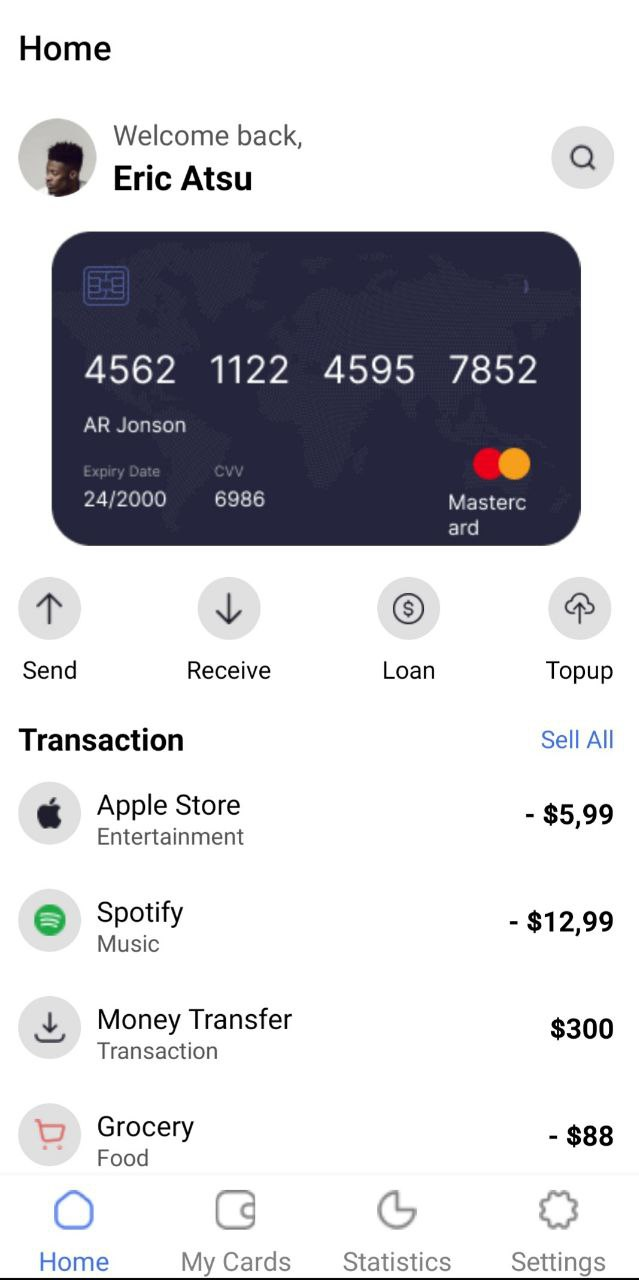 Home
Welcome back,
Eric Atsu
4562 1122 4595 7852
AR Jonson
Expiry Date CVV
24/2000 6986
Masterc
ard
Send Receive Loan Topup
Transaction Sell All
Apple Store
Entertainment
- $5,99
Spotify
Music
- $12,99
Money Transfer
Transaction
$300
Grocery
Food
- $88
Home My Cards Statistics Settings